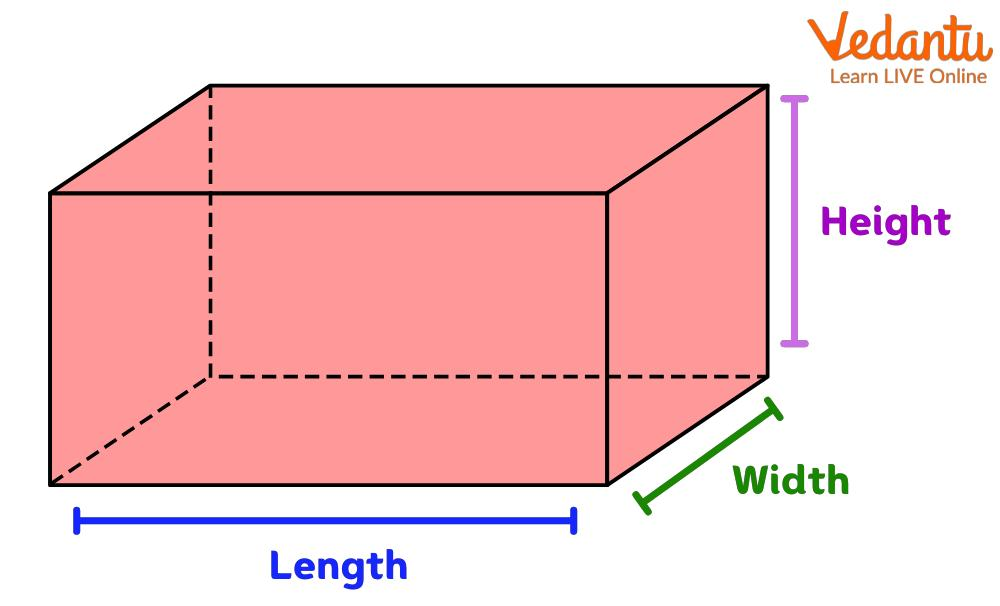 Vedantu
Learn LIVE Online
Height
Width
Length